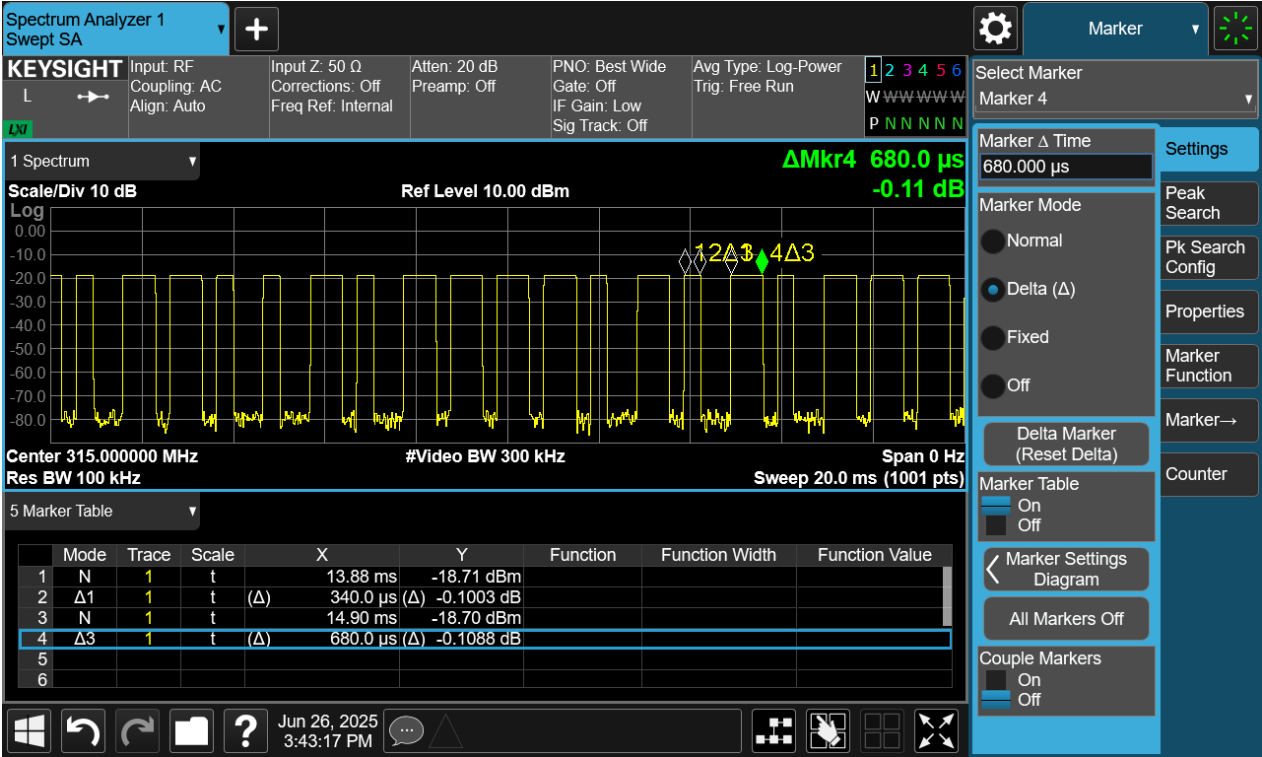 Spectrum Analyzer 1
Swept SA
+
Marker
KEYSIGHT
L
LXI
Input: RF
Coupling: AC
Align: Auto
Input Z: 50 Ω
Corrections: Off
Freq Ref: Internal
Atten: 20 dB
Preamp: Off
PNO: Best Wide
Gate: Off
IF Gain: Low
Sig Track: Off
Avg Type: Log-Power
Trig: Free Run
1 2 3 4 5 6
W W W W W W
P N N N N N
Select Marker
Marker 4
1 Spectrum
ΔMkr4 680.0 µs
-0.11 dB
Scale/Div 10 dB
Ref Level 10.00 dBm
Log
0.00
-10.0
-20.0
-30.0
-40.0
-50.0
-60.0
-70.0
-80.0
1 2Δ1 3 4Δ3
Center 315.000000 MHz
#Video BW 300 kHz
Span 0 Hz
Res BW 100 kHz
Sweep 20.0 ms (1001 pts)
5 Marker Table
Mode Trace Scale X Y Function Function Width Function Value
1 N 1 t 13.88 ms -18.71 dBm
2 Δ1 1 t (Δ) 340.0 µs (Δ) -0.1003 dB
3 N 1 t 14.90 ms -18.70 dBm
4 Δ3 1 t (Δ) 680.0 µs (Δ) -0.1088 dB
5
6
Marker Δ Time
680.000 µs
Marker Mode
Normal
Delta (Δ)
Fixed
Off
Delta Marker
(Reset Delta)
Marker Table
On
Off
Marker Settings
Diagram
All Markers Off
Couple Markers
On
Off
Settings
Peak
Search
Pk Search
Config
Properties
Marker
Function
Marker→
Counter
?
Jun 26, 2025
3:43:17 PM